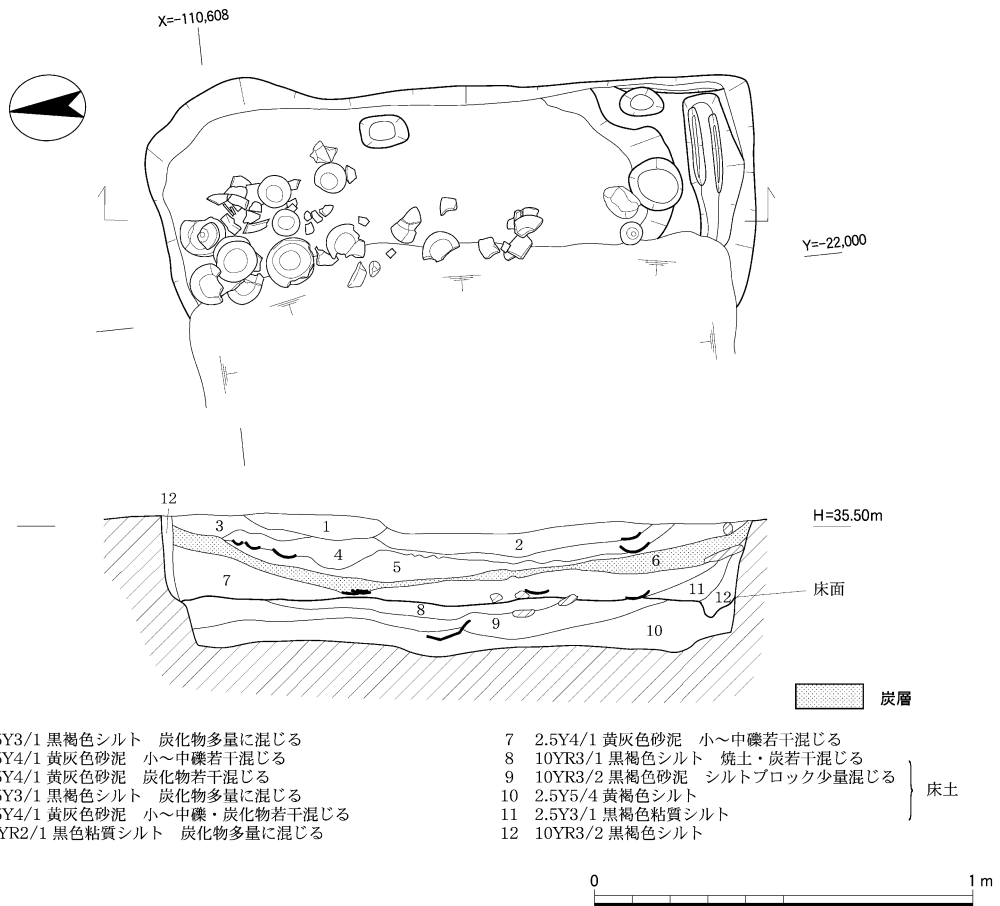 X=-110,608
Y=-22,000
12
H=35.50m
3
1
2
4
5
6
7
11
12
床面
8
9
10
炭層
5Y3/1 黒褐色シルト 炭化物多量に混じる
5Y4/1 黄灰色砂泥 小～中礫若干混じる
5Y4/1 黄灰色砂泥 炭化物若干混じる
5Y3/1 黒褐色シルト 炭化物多量に混じる
5Y4/1 黄灰色砂泥 小～中礫・炭化物若干混じる
YR2/1 黒色粘質シルト 炭化物多量に混じる
7 2.5Y4/1 黄灰色砂泥 小～中礫若干混じる
8 10YR3/1 黒褐色シルト 焼土・炭若干混じる
9 10YR3/2 黒褐色砂泥 シルトブロック少量混じる
10 2.5Y5/4 黄褐色シルト
11 2.5Y3/1 黒褐色粘質シルト
12 10YR3/2 黒褐色シルト
床土
0 1 m